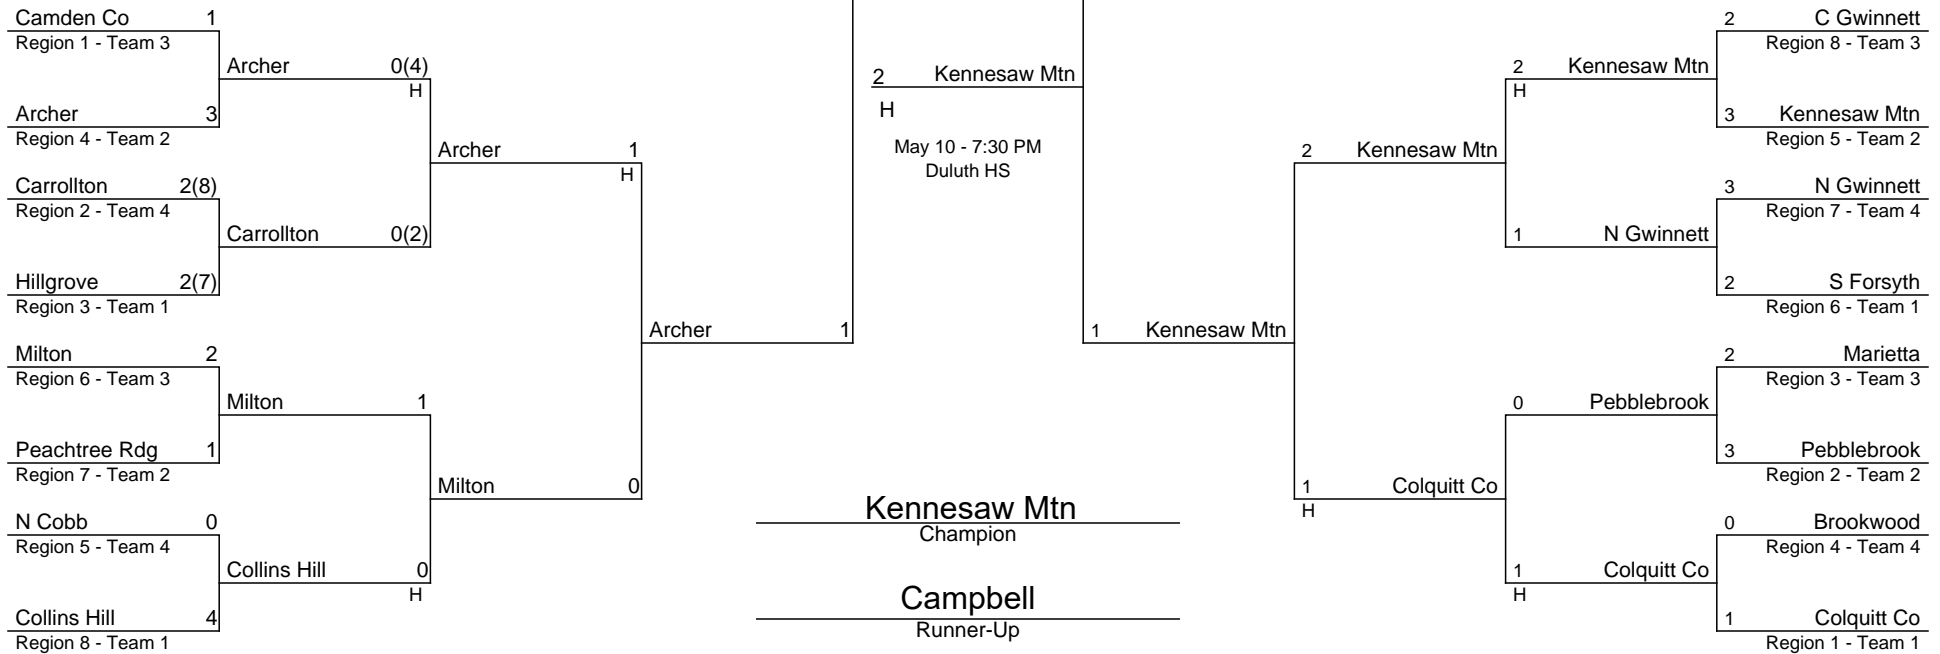 Camden Co 1
Region 1 - Team 3
Archer 0(4)
H
Archer 3
Region 4 - Team 2
Archer 1
H
Carrollton 2(8)
Region 2 - Team 4
Carrollton 0(2)
Hillgrove 2(7)
Region 3 - Team 1
Archer 1
Milton 2
Region 6 - Team 3
Milton 1
Peachtree Rdg 1
Region 7 - Team 2
Milton 0
N Cobb 0
Region 5 - Team 4
Collins Hill 0
H
Collins Hill 4
Region 8 - Team 1
2 Kennesaw Mtn
H
May 10 - 7:30 PM
Duluth HS
Kennesaw Mtn
Champion
Campbell
Runner-Up
2 C Gwinnett
Region 8 - Team 3
2 Kennesaw Mtn
H
3 Kennesaw Mtn
Region 5 - Team 2
2 Kennesaw Mtn
3 N Gwinnett
Region 7 - Team 4
1 N Gwinnett
2 S Forsyth
Region 6 - Team 1
1 Kennesaw Mtn
2 Marietta
Region 3 - Team 3
0 Pebblebrook
3 Pebblebrook
Region 2 - Team 2
1 Colquitt Co
H
0 Brookwood
Region 4 - Team 4
1 Colquitt Co
H
1 Colquitt Co
Region 1 - Team 1